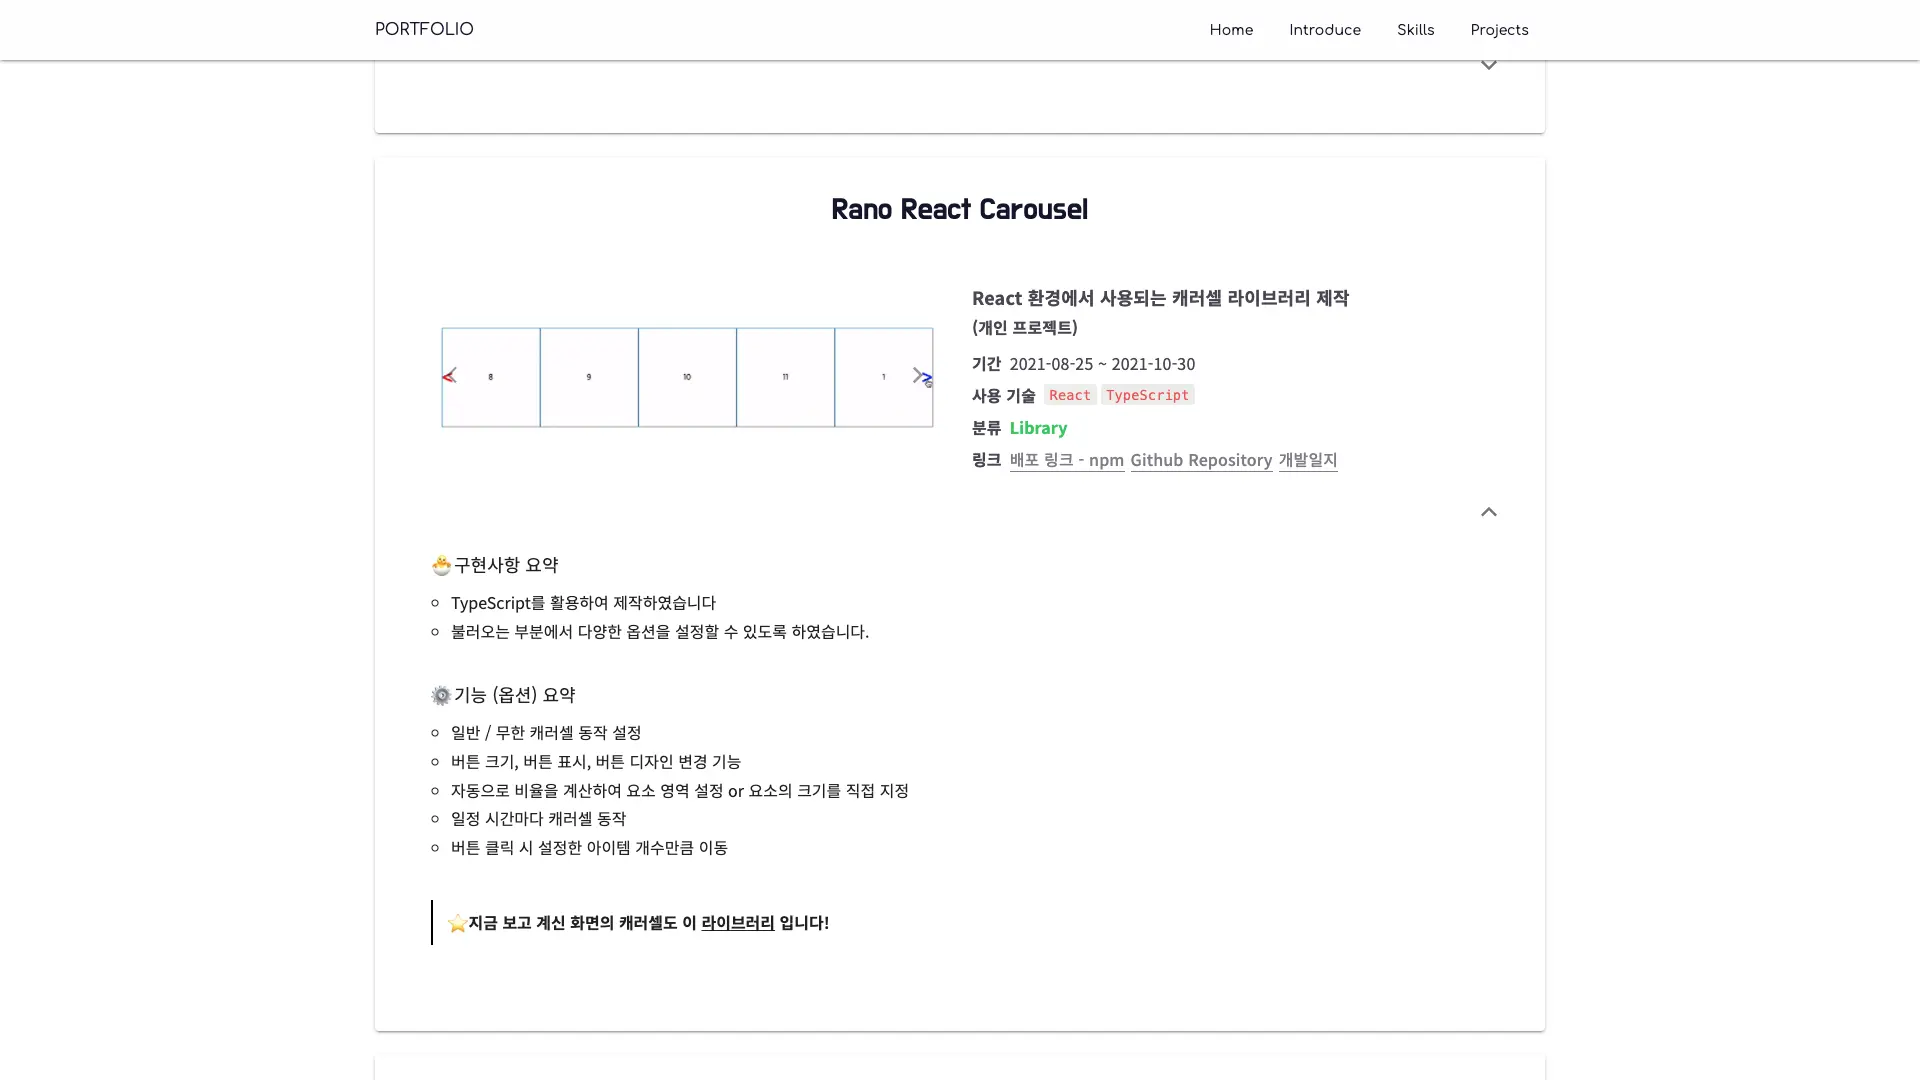 PORTFOLIO
Home Introduce Skills Projects
Rano React Carousel
< 8 9 10 11 1 >
React 환경에서 사용되는 캐러셀 라이브러리 제작
(개인 프로젝트)
기간 2021-08-25 ~ 2021-10-30
사용 기술 React TypeScript
분류 Library
링크 배포 링크 - npm Github Repository 개발일지
🐣구현사항 요약
TypeScript를 활용하여 제작하였습니다
불러오는 부분에서 다양한 옵션을 설정할 수 있도록 하였습니다.
⚙️기능 (옵션) 요약
일반 / 무한 캐러셀 동작 설정
버튼 크기, 버튼 표시, 버튼 디자인 변경 기능
자동으로 비율을 계산하여 요소 영역 설정 or 요소의 크기를 직접 지정
일정 시간마다 캐러셀 동작
버튼 클릭 시 설정한 아이템 개수만큼 이동
⭐지금 보고 계신 화면의 캐러셀도 이 라이브러리 입니다!